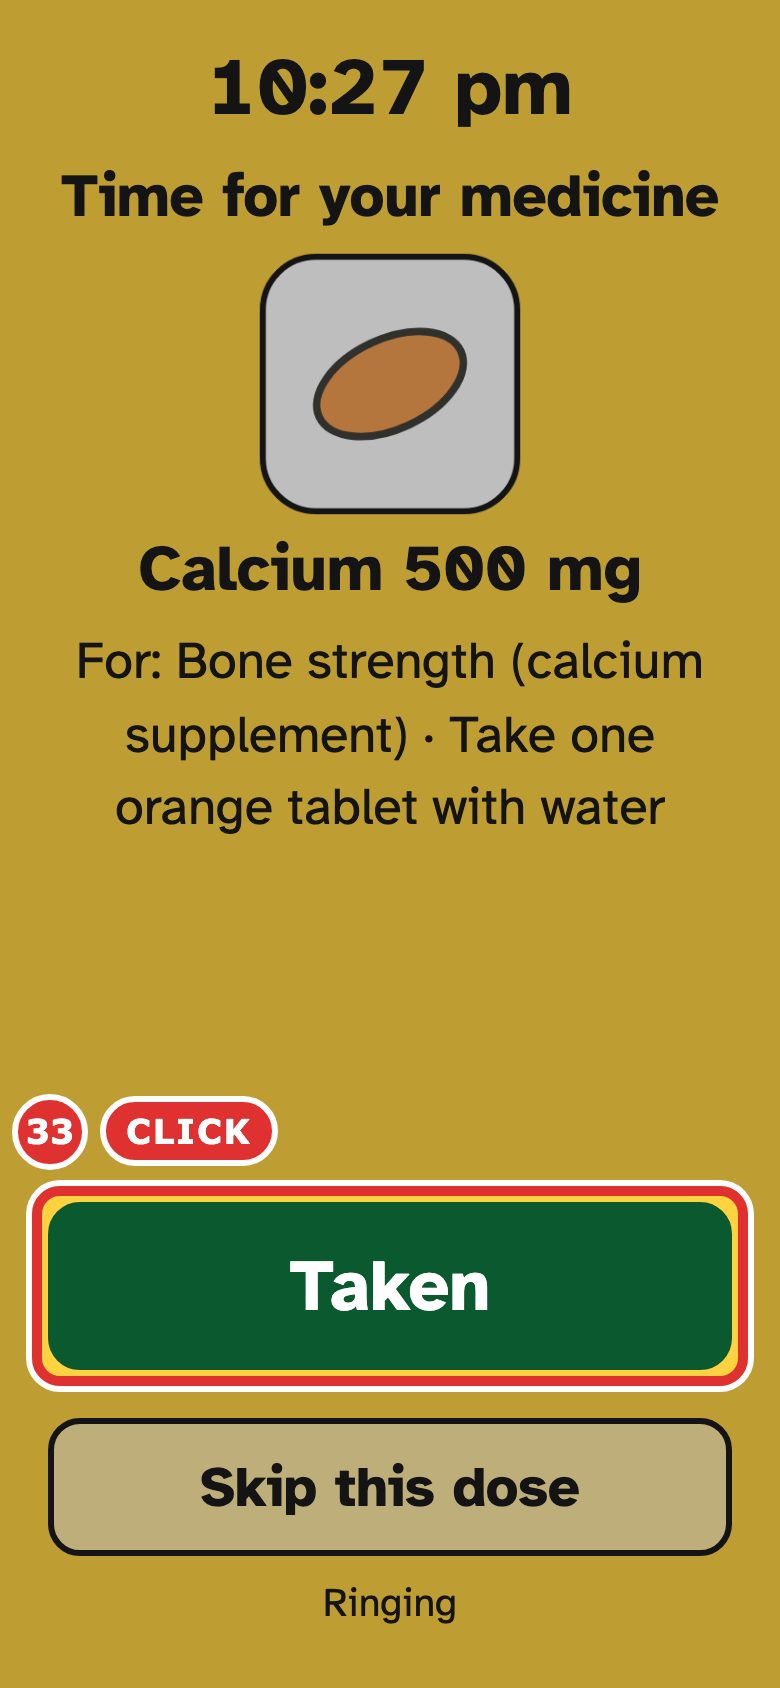 10:27 pm
Time for your medicine
Calcium 500 mg
For: Bone strength (calcium
supplement) · Take one
orange tablet with water
33 CLICK
Taken
Skip this dose
Ringing